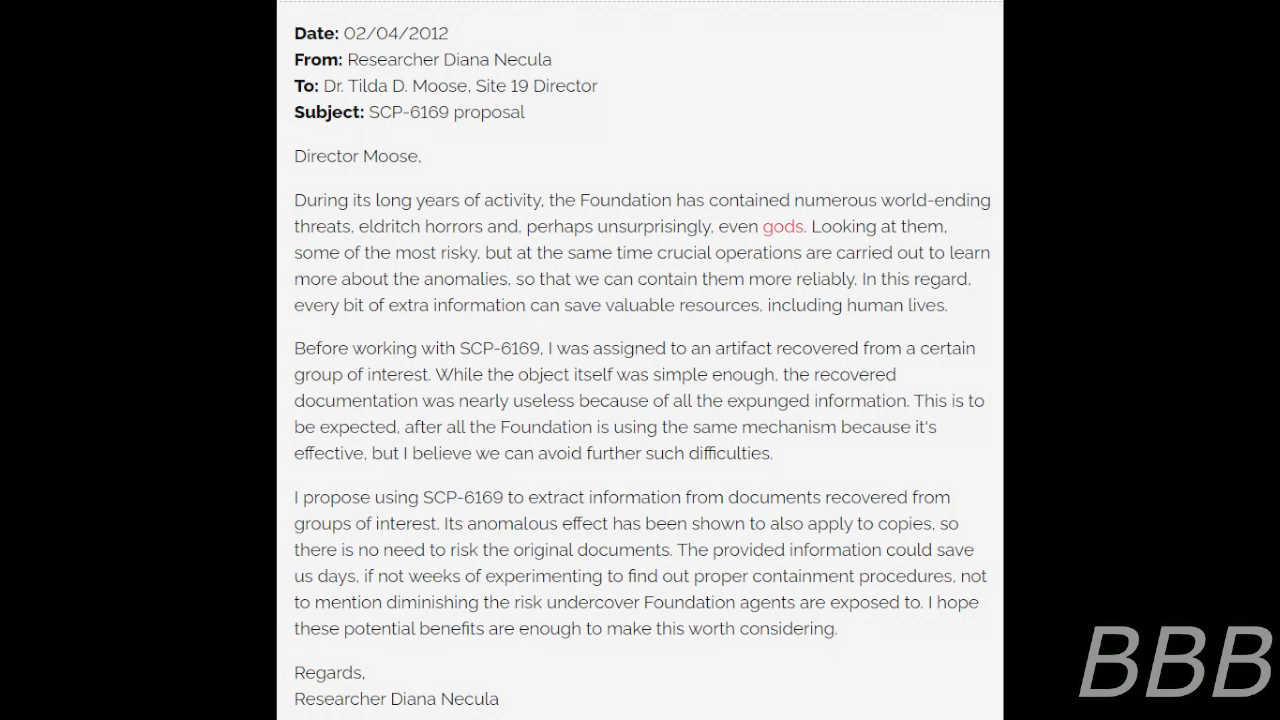 Date: 02/04/2012
From: Researcher Diana Necula
To: Dr. Tilda D. Moose, Site 19 Director
Subject: SCP-6169 proposal
Director Moose,
During its long years of activity, the Foundation has contained numerous world-ending
threats, eldritch horrors and, perhaps unsurprisingly, even gods. Looking at them,
some of the most risky, but at the same time crucial operations are carried out to learn
more about the anomalies, so that we can contain them more reliably. In this regard,
every bit of extra information can save valuable resources, including human lives.
Before working with SCP-6169, I was assigned to an artifact recovered from a certain
group of interest. While the object itself was simple enough, the recovered
documentation was nearly useless because of all the expunged information. This is to
be expected, after all the Foundation is using the same mechanism because it's
effective, but I believe we can avoid further such difficulties.
I propose using SCP-6169 to extract information from documents recovered from
groups of interest. Its anomalous effect has been shown to also apply to copies, so
there is no need to risk the original documents. The provided information could save
us days, if not weeks of experimenting to find out proper containment procedures, not
to mention diminishing the risk undercover Foundation agents are exposed to. I hope
these potential benefits are enough to make this worth considering.
Regards,
Researcher Diana Necula
BBB